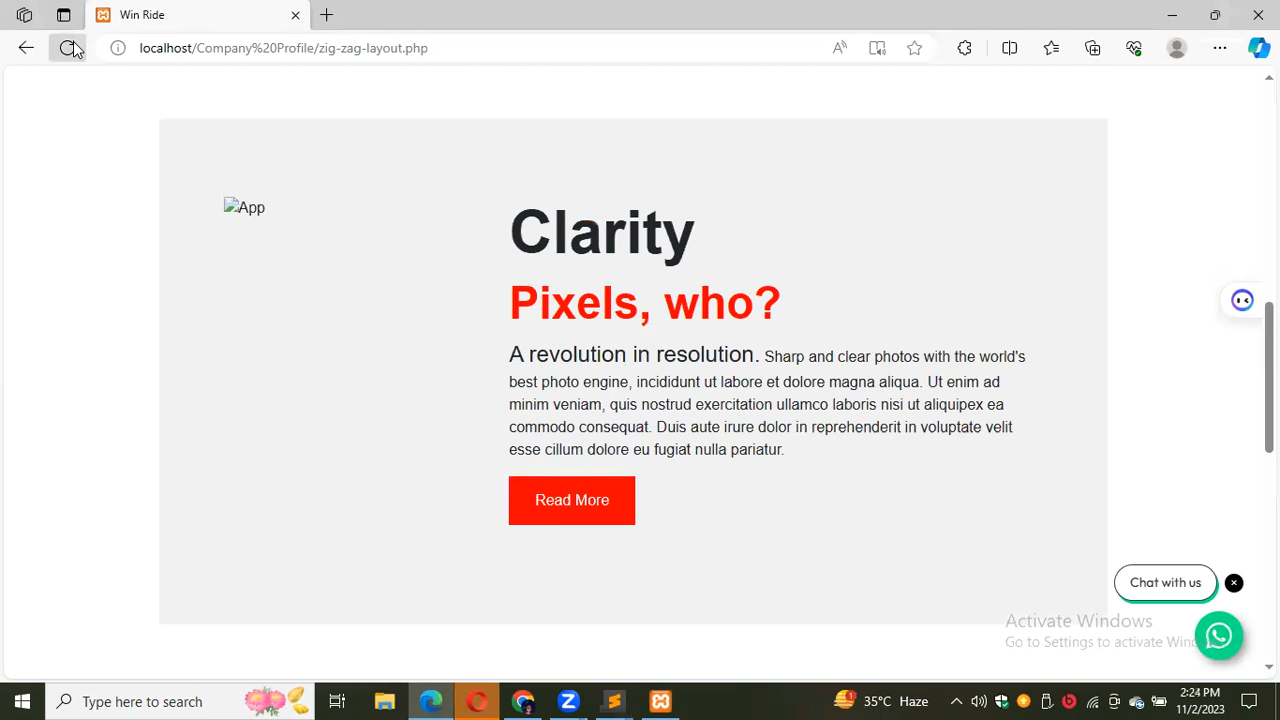 Win Ride
localhost/Company%20Profile/zig-zag-layout.php
App
Clarity
Pixels, who?
A revolution in resolution. Sharp and clear photos with the world's
best photo engine, incididunt ut labore et dolore magna aliqua. Ut enim ad
minim veniam, quis nostrud exercitation ullamco laboris nisi ut aliquipex ea
commodo consequat. Duis aute irure dolor in reprehenderit in voluptate velit
esse cillum dolore eu fugiat nulla pariatur.
Read More
Chat with us
Activate Windows
Go to Settings to activate Win
Type here to search
35°C Haze
2:24 PM
11/2/2023